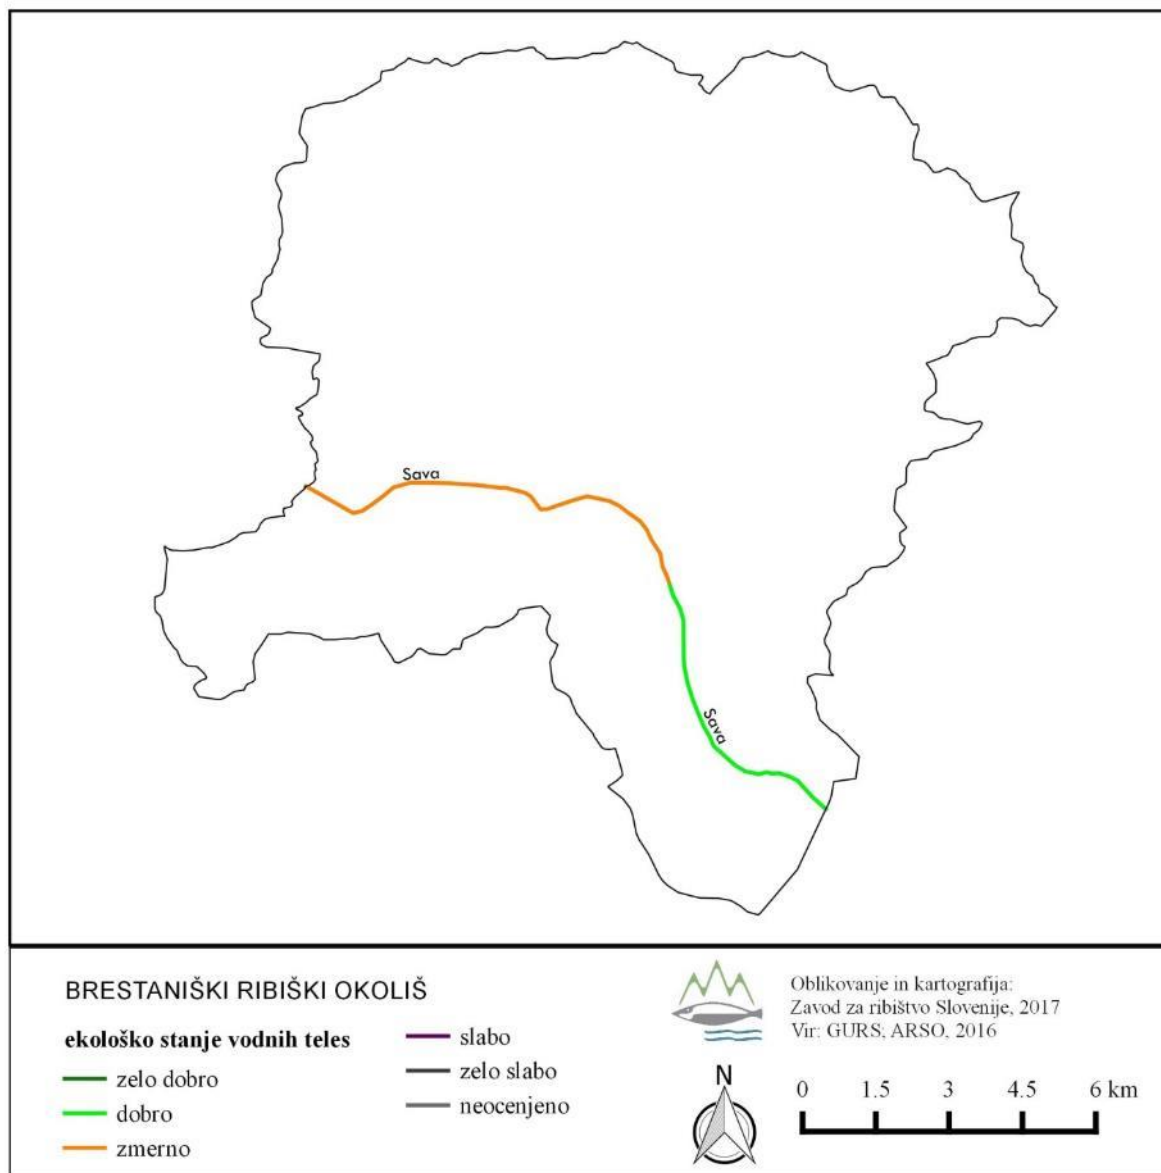 Sava
Sava
BRESTANIŠKI RIBIŠKI OKOLIŠ
ekološko stanje vodnih teles
zelo dobro
dobro
zmerno
slabo
zelo slabo
neocenjeno
Oblikovanje in kartografija:
Zavod za ribištvo Slovenije, 2017
Vir: GURS; ARSO, 2016
N
0 1.5 3 4.5 6 km